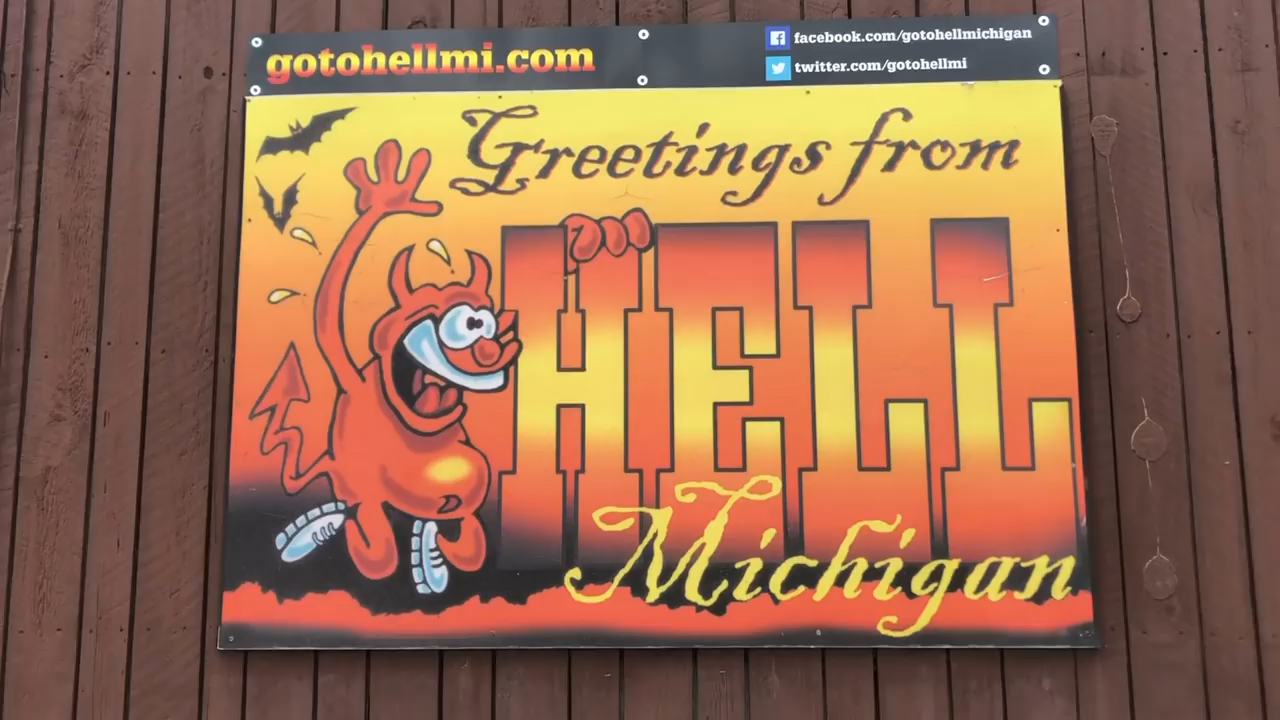 gotohellmi.com
facebook.com/gotohellmichigan
twitter.com/gotohellmi
Greetings from
HELL
Michigan